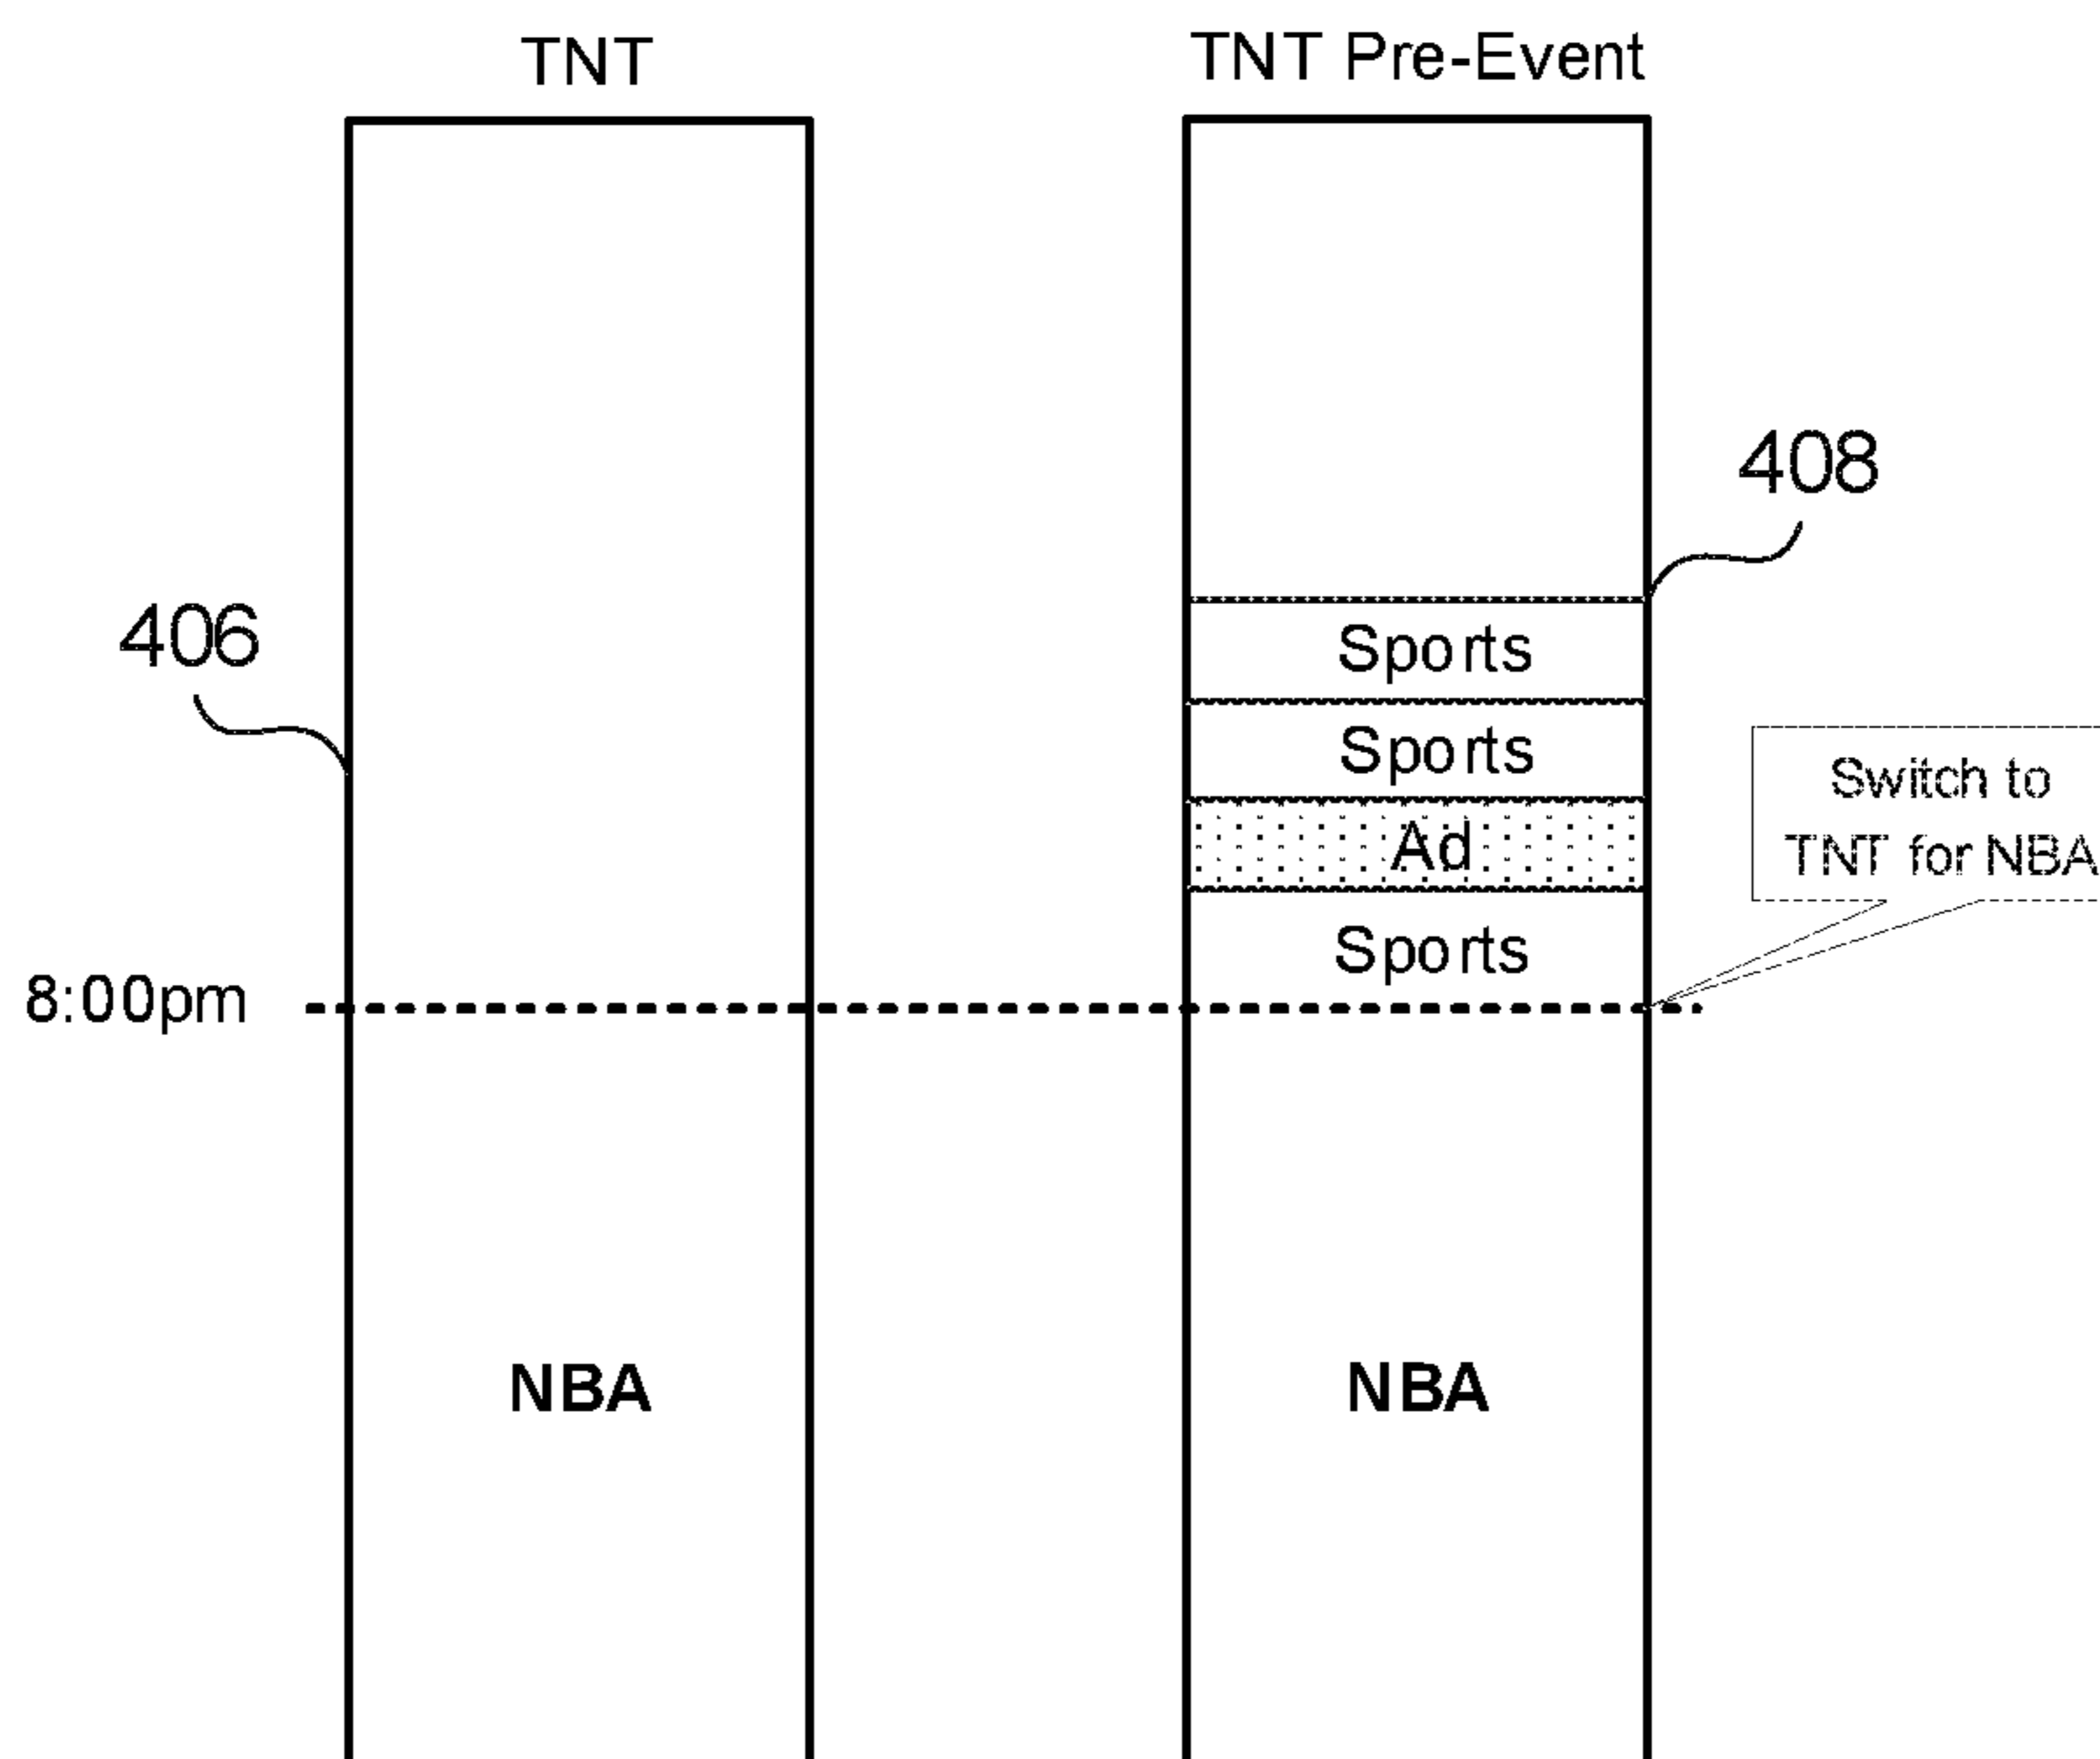 TNT
TNT Pre-Event
408
406
Sports
Sports
Switch to
TNT for NBA
Ad
Sports
8:00pm
NBA
NBA